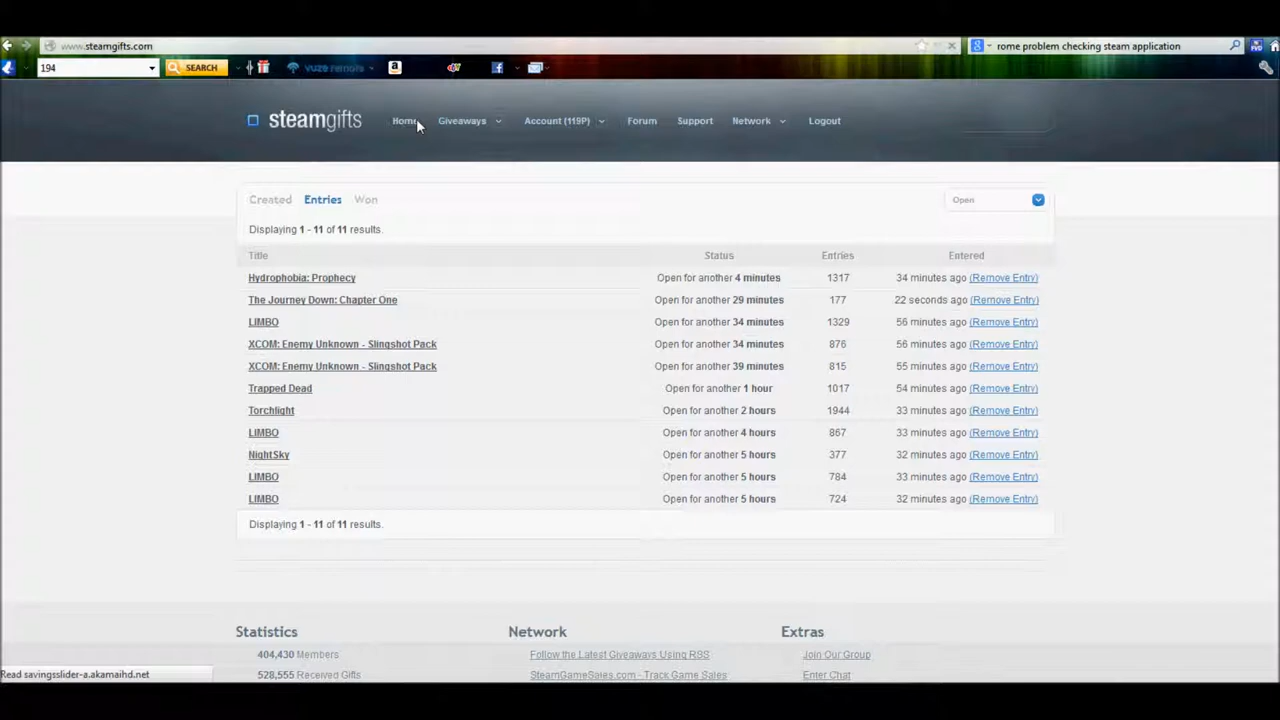 www.steamgifts.com
rome problem checking steam application
194
SEARCH
vuze remote
steamgifts
Home
Giveaways
Account (119P)
Forum
Support
Network
Logout
Created Entries Won
Open
Displaying 1 - 11 of 11 results.
Title Status Entries Entered
Hydrophobia: Prophecy Open for another 4 minutes 1317 34 minutes ago (Remove Entry)
The Journey Down: Chapter One Open for another 29 minutes 177 22 seconds ago (Remove Entry)
LIMBO Open for another 34 minutes 1329 56 minutes ago (Remove Entry)
XCOM: Enemy Unknown - Slingshot Pack Open for another 34 minutes 876 56 minutes ago (Remove Entry)
XCOM: Enemy Unknown - Slingshot Pack Open for another 39 minutes 815 55 minutes ago (Remove Entry)
Trapped Dead Open for another 1 hour 1017 54 minutes ago (Remove Entry)
Torchlight Open for another 2 hours 1944 33 minutes ago (Remove Entry)
LIMBO Open for another 4 hours 867 33 minutes ago (Remove Entry)
NightSky Open for another 5 hours 377 32 minutes ago (Remove Entry)
LIMBO Open for another 5 hours 784 33 minutes ago (Remove Entry)
LIMBO Open for another 5 hours 724 32 minutes ago (Remove Entry)
Displaying 1 - 11 of 11 results.
Statistics Network Extras
404,430 Members Follow the Latest Giveaways Using RSS Join Our Group
528,555 Received Gifts SteamGameSales.com - Track Game Sales Enter Chat
Read savingsslider-a.akamaihd.net